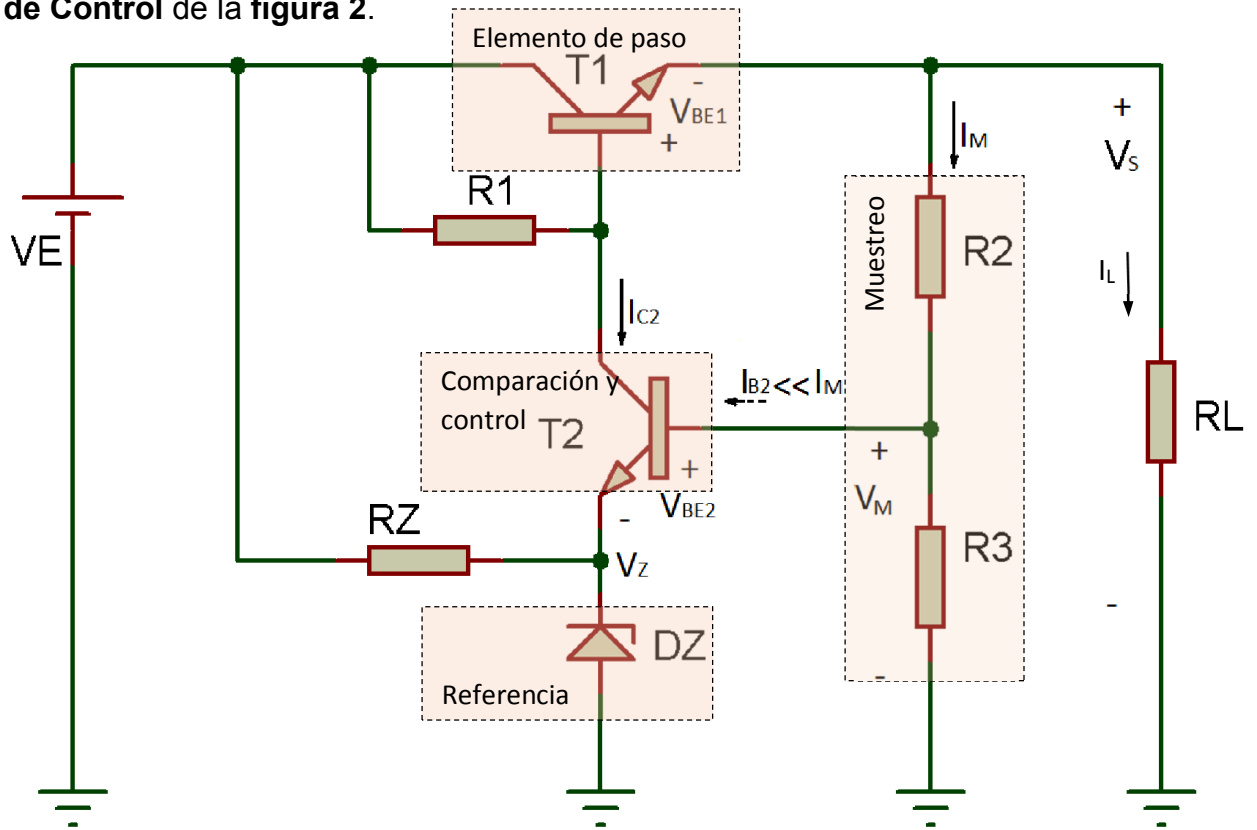 de Control de la figura 2.
Elemento de paso
T1
-
VBE1
+
IM
+
VS
R1
VE
Muestreo
R2
IL
IC2
Comparación y
control
T2
IB2<<IM
+
VBE2
-
+
VM
RL
RZ
VZ
R3
-
DZ
Referencia
-